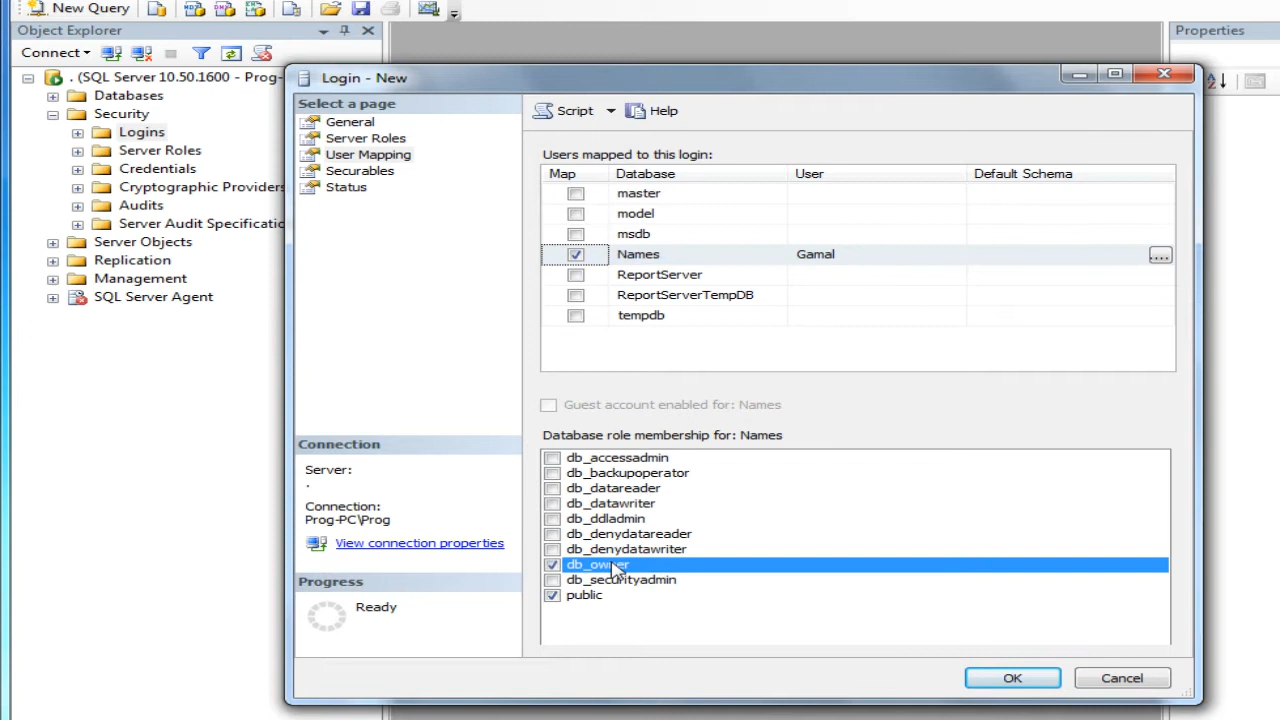 New Query
Object Explorer
Properties
Connect
. (SQL Server 10.50.1600 - Prog-
Databases
Security
Logins
Server Roles
Credentials
Cryptographic Providers
Audits
Server Audit Specificatio
Server Objects
Replication
Management
SQL Server Agent
Login - New
Select a page
General
Server Roles
User Mapping
Securables
Status
Connection
Server:
.
Connection:
Prog-PC\Prog
View connection properties
Progress
Ready
Script
Help
Users mapped to this login:
Map Database User Default Schema
master
model
msdb
Names Gamal ....
ReportServer
ReportServerTempDB
tempdb
Guest account enabled for: Names
Database role membership for: Names
db_accessadmin
db_backupoperator
db_datareader
db_datawriter
db_ddladmin
db_denydatareader
db_denydatawriter
db_owner
db_securityadmin
public
OK Cancel